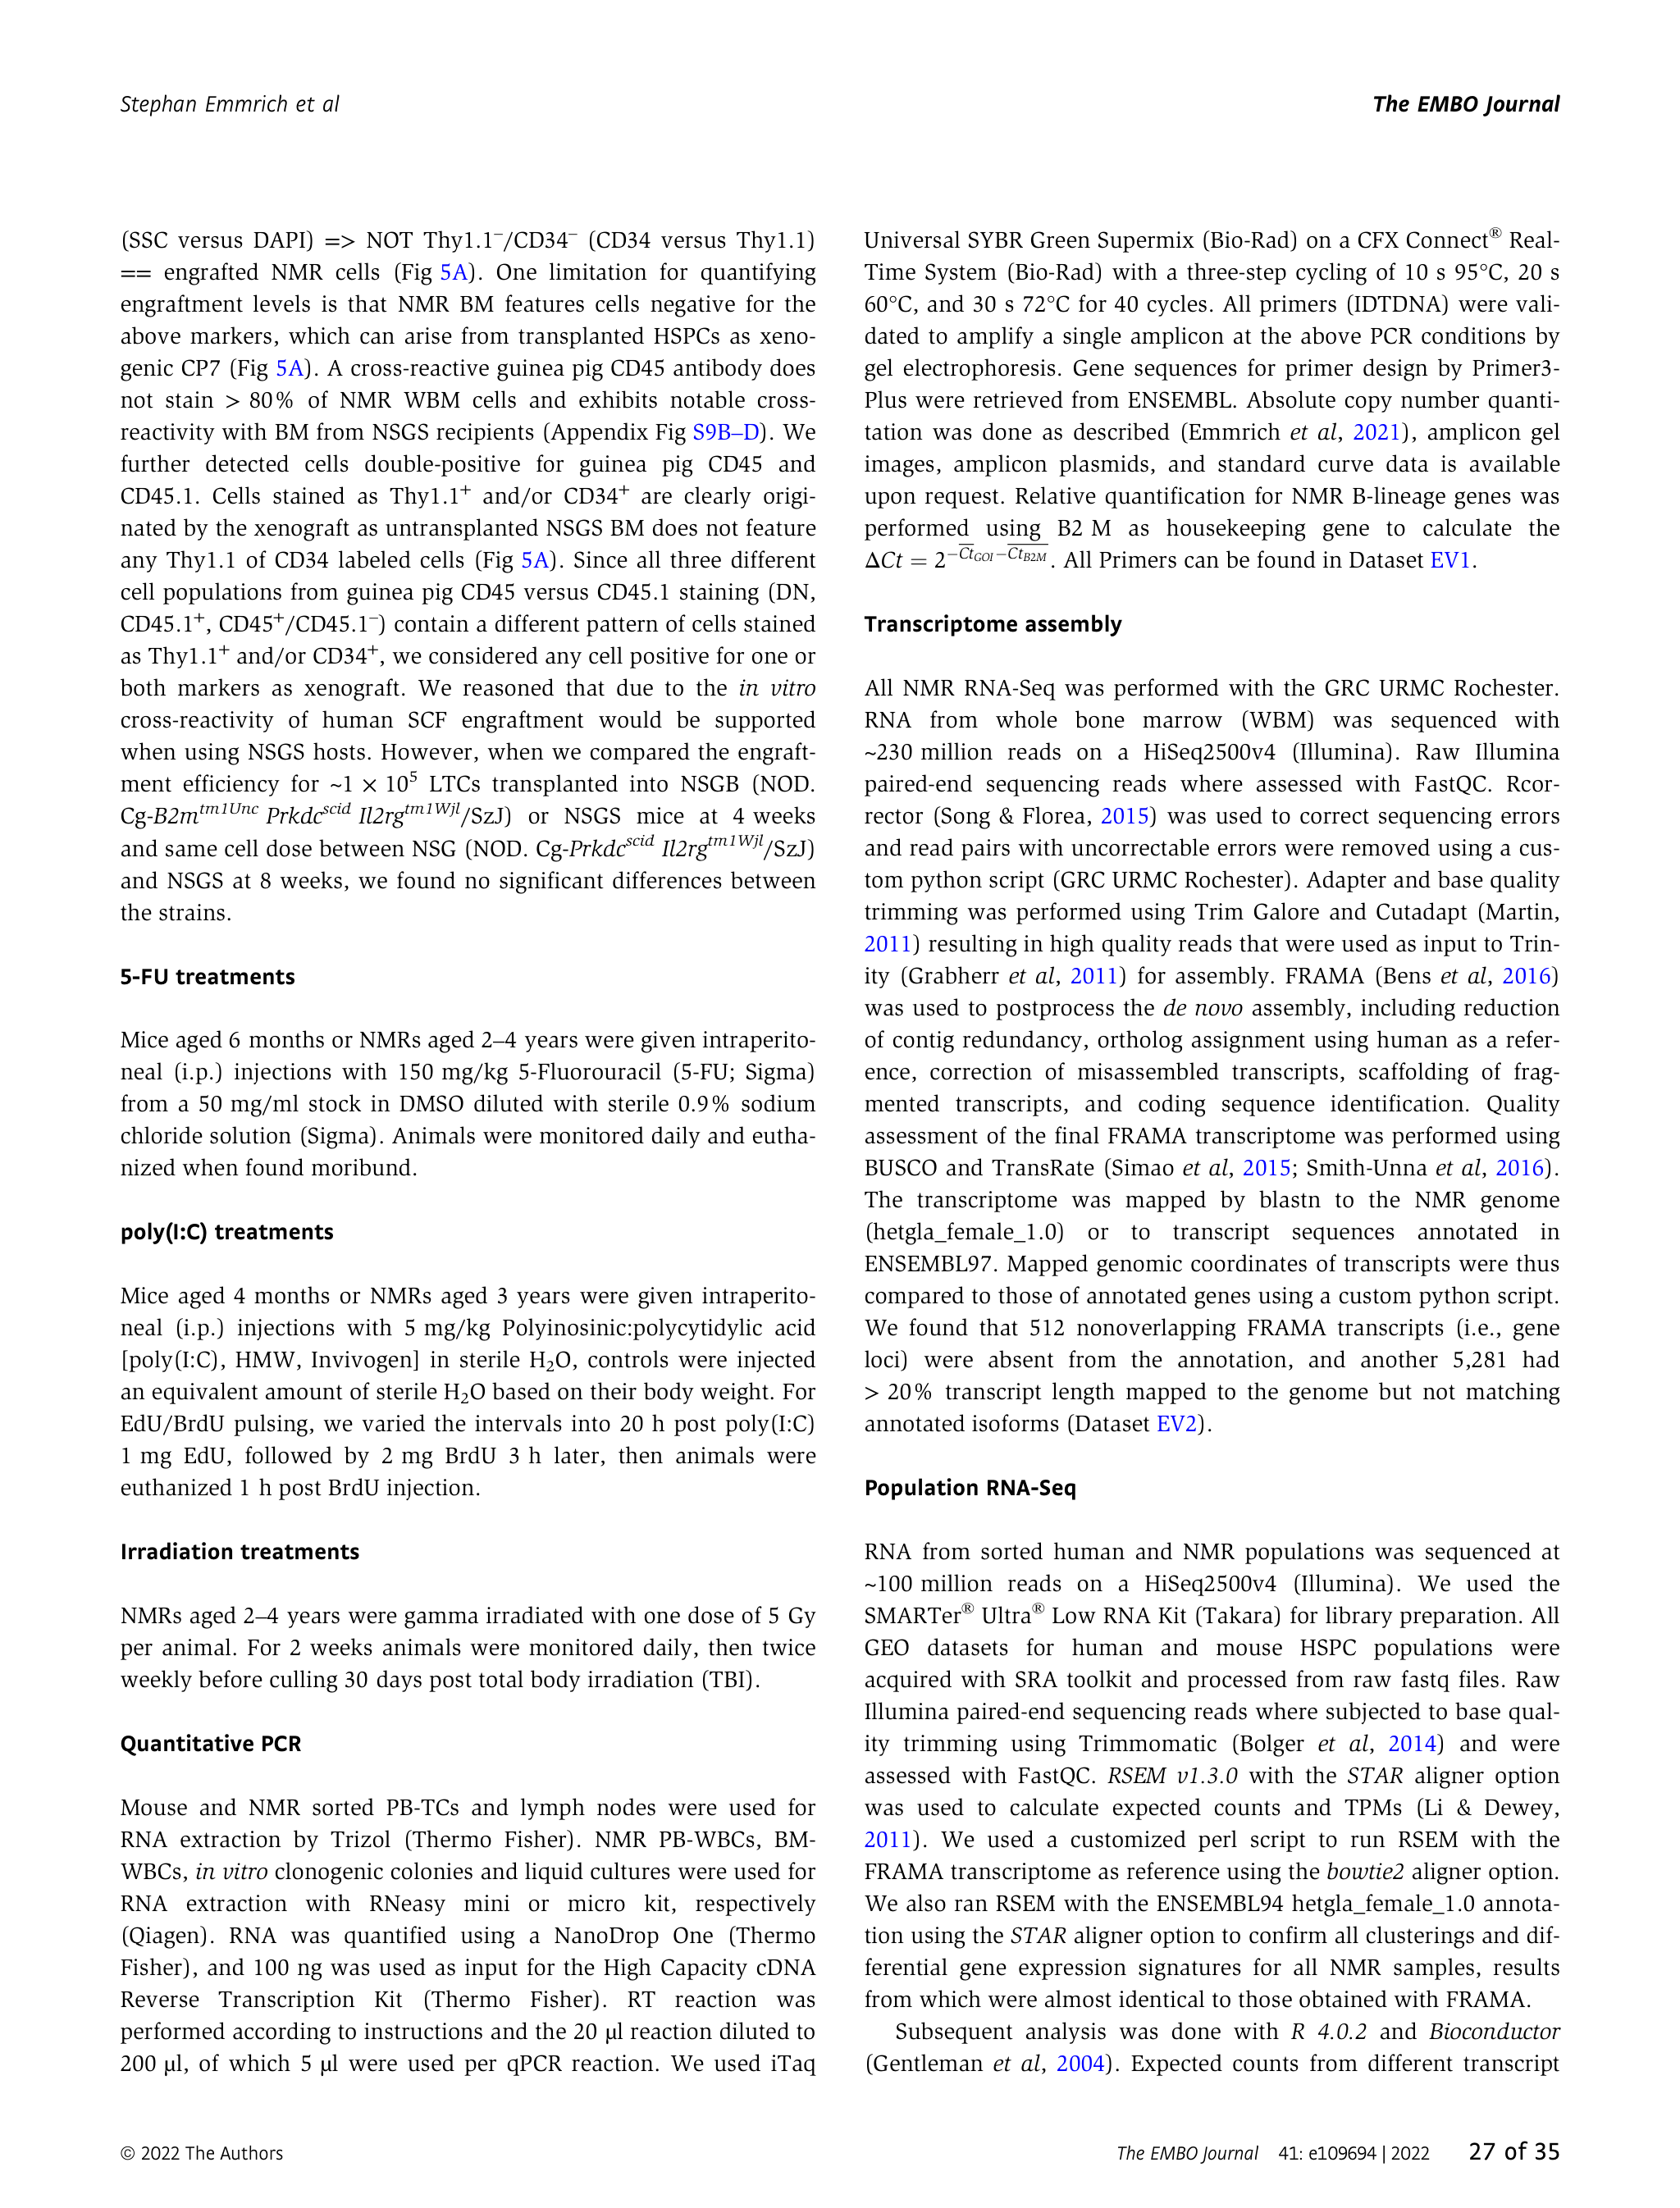 Stephan Emmrich et al
The EMBO Journal
(SSC versus DAPI) => NOT Thy1.1⁻/CD34⁻ (CD34 versus Thy1.1)
== engrafted NMR cells (Fig 5A). One limitation for quantifying
engraftment levels is that NMR BM features cells negative for the
above markers, which can arise from transplanted HSPCs as xeno-
genic CP7 (Fig 5A). A cross-reactive guinea pig CD45 antibody does
not stain > 80% of NMR WBM cells and exhibits notable cross-
reactivity with BM from NSGS recipients (Appendix Fig S9B–D). We
further detected cells double-positive for guinea pig CD45 and
CD45.1. Cells stained as Thy1.1⁺ and/or CD34⁺ are clearly origi-
nated by the xenograft as untransplanted NSGS BM does not feature
any Thy1.1 of CD34 labeled cells (Fig 5A). Since all three different
cell populations from guinea pig CD45 versus CD45.1 staining (DN,
CD45.1⁺, CD45⁺/CD45.1⁻) contain a different pattern of cells stained
as Thy1.1⁺ and/or CD34⁺, we considered any cell positive for one or
both markers as xenograft. We reasoned that due to the in vitro
cross-reactivity of human SCF engraftment would be supported
when using NSGS hosts. However, when we compared the engraft-
ment efficiency for ~1 × 10⁵ LTCs transplanted into NSGB (NOD.
Cg-B2m^tm1Unc Prkdc^scid Il2rg^tm1Wjl/SzJ) or NSGS mice at 4 weeks
and same cell dose between NSG (NOD. Cg-Prkdc^scid Il2rg^tm1Wjl/SzJ)
and NSGS at 8 weeks, we found no significant differences between
the strains.
5-FU treatments
Mice aged 6 months or NMRs aged 2–4 years were given intraperito-
neal (i.p.) injections with 150 mg/kg 5-Fluorouracil (5-FU; Sigma)
from a 50 mg/ml stock in DMSO diluted with sterile 0.9% sodium
chloride solution (Sigma). Animals were monitored daily and eutha-
nized when found moribund.
poly(I:C) treatments
Mice aged 4 months or NMRs aged 3 years were given intraperito-
neal (i.p.) injections with 5 mg/kg Polyinosinic:polycytidylic acid
[poly(I:C), HMW, Invivogen] in sterile H₂O, controls were injected
an equivalent amount of sterile H₂O based on their body weight. For
EdU/BrdU pulsing, we varied the intervals into 20 h post poly(I:C)
1 mg EdU, followed by 2 mg BrdU 3 h later, then animals were
euthanized 1 h post BrdU injection.
Irradiation treatments
NMRs aged 2–4 years were gamma irradiated with one dose of 5 Gy
per animal. For 2 weeks animals were monitored daily, then twice
weekly before culling 30 days post total body irradiation (TBI).
Quantitative PCR
Mouse and NMR sorted PB-TCs and lymph nodes were used for
RNA extraction by Trizol (Thermo Fisher). NMR PB-WBCs, BM-
WBCs, in vitro clonogenic colonies and liquid cultures were used for
RNA extraction with RNeasy mini or micro kit, respectively
(Qiagen). RNA was quantified using a NanoDrop One (Thermo
Fisher), and 100 ng was used as input for the High Capacity cDNA
Reverse Transcription Kit (Thermo Fisher). RT reaction was
performed according to instructions and the 20 µl reaction diluted to
200 µl, of which 5 µl were used per qPCR reaction. We used iTaq
Universal SYBR Green Supermix (Bio-Rad) on a CFX Connect® Real-
Time System (Bio-Rad) with a three-step cycling of 10 s 95°C, 20 s
60°C, and 30 s 72°C for 40 cycles. All primers (IDTDNA) were vali-
dated to amplify a single amplicon at the above PCR conditions by
gel electrophoresis. Gene sequences for primer design by Primer3-
Plus were retrieved from ENSEMBL. Absolute copy number quanti-
tation was done as described (Emmrich et al, 2021), amplicon gel
images, amplicon plasmids, and standard curve data is available
upon request. Relative quantification for NMR B-lineage genes was
performed using B2 M as housekeeping gene to calculate the
ΔCt = 2^(−C̅t̅_GOI − C̅t̅_B2M). All Primers can be found in Dataset EV1.
Transcriptome assembly
All NMR RNA-Seq was performed with the GRC URMC Rochester.
RNA from whole bone marrow (WBM) was sequenced with
~230 million reads on a HiSeq2500v4 (Illumina). Raw Illumina
paired-end sequencing reads where assessed with FastQC. Rcor-
rector (Song & Florea, 2015) was used to correct sequencing errors
and read pairs with uncorrectable errors were removed using a cus-
tom python script (GRC URMC Rochester). Adapter and base quality
trimming was performed using Trim Galore and Cutadapt (Martin,
2011) resulting in high quality reads that were used as input to Trin-
ity (Grabherr et al, 2011) for assembly. FRAMA (Bens et al, 2016)
was used to postprocess the de novo assembly, including reduction
of contig redundancy, ortholog assignment using human as a refer-
ence, correction of misassembled transcripts, scaffolding of frag-
mented transcripts, and coding sequence identification. Quality
assessment of the final FRAMA transcriptome was performed using
BUSCO and TransRate (Simao et al, 2015; Smith-Unna et al, 2016).
The transcriptome was mapped by blastn to the NMR genome
(hetgla_female_1.0) or to transcript sequences annotated in
ENSEMBL97. Mapped genomic coordinates of transcripts were thus
compared to those of annotated genes using a custom python script.
We found that 512 nonoverlapping FRAMA transcripts (i.e., gene
loci) were absent from the annotation, and another 5,281 had
> 20% transcript length mapped to the genome but not matching
annotated isoforms (Dataset EV2).
Population RNA-Seq
RNA from sorted human and NMR populations was sequenced at
~100 million reads on a HiSeq2500v4 (Illumina). We used the
SMARTer® Ultra® Low RNA Kit (Takara) for library preparation. All
GEO datasets for human and mouse HSPC populations were
acquired with SRA toolkit and processed from raw fastq files. Raw
Illumina paired-end sequencing reads where subjected to base qual-
ity trimming using Trimmomatic (Bolger et al, 2014) and were
assessed with FastQC. RSEM v1.3.0 with the STAR aligner option
was used to calculate expected counts and TPMs (Li & Dewey,
2011). We used a customized perl script to run RSEM with the
FRAMA transcriptome as reference using the bowtie2 aligner option.
We also ran RSEM with the ENSEMBL94 hetgla_female_1.0 annota-
tion using the STAR aligner option to confirm all clusterings and dif-
ferential gene expression signatures for all NMR samples, results
from which were almost identical to those obtained with FRAMA.
Subsequent analysis was done with R 4.0.2 and Bioconductor
(Gentleman et al, 2004). Expected counts from different transcript
© 2022 The Authors
The EMBO Journal 41: e109694 | 2022 27 of 35